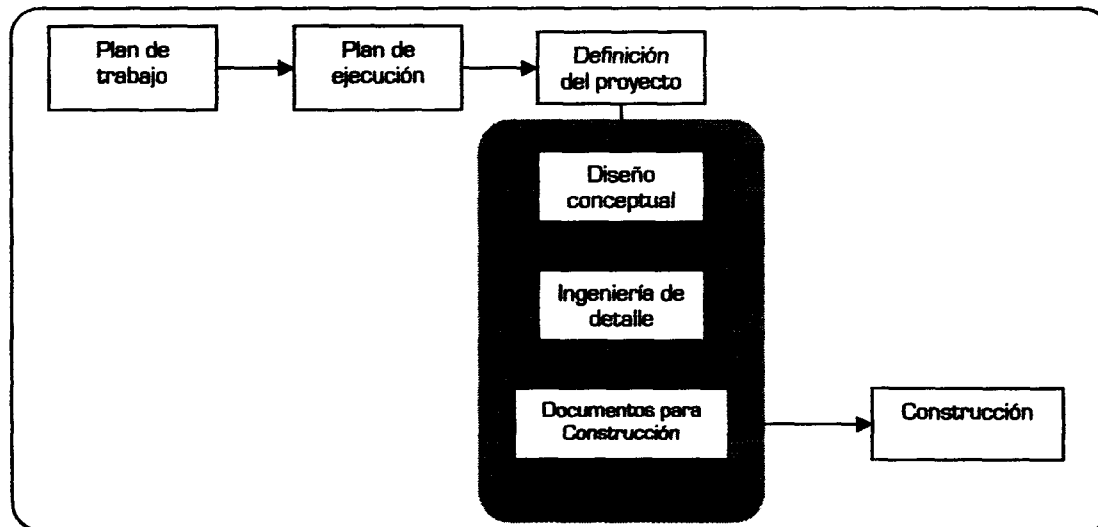 Plan de
trabajo
Plan de
ejecución
Definición
del proyecto
Diseño
conceptual
Ingeniería de
detalle
Documentos para
Construcción
Construcción